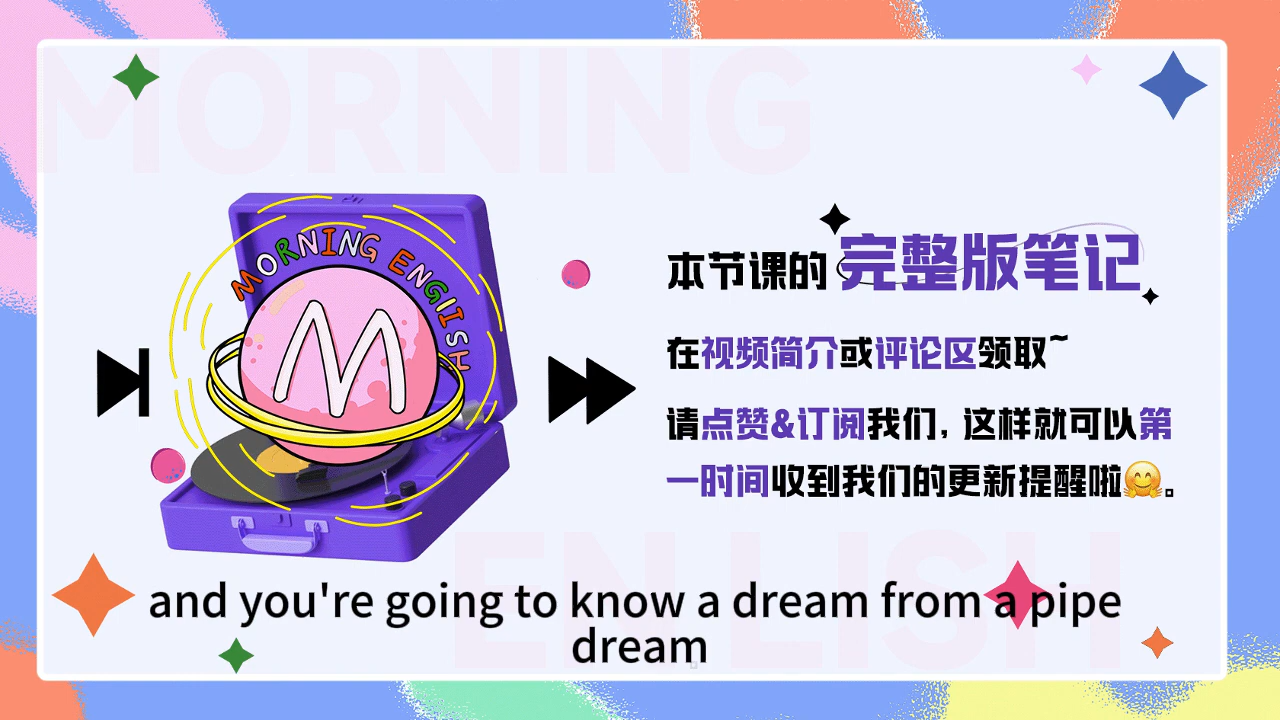 MORNING
MORNING ENGLISH
M
本节课的 完整版笔记
在视频简介或评论区领取~
请点赞&订阅我们，这样就可以第
一时间收到我们的更新提醒啦🤗。
EN LISH
and you're going to know a dream from a pipe
dream